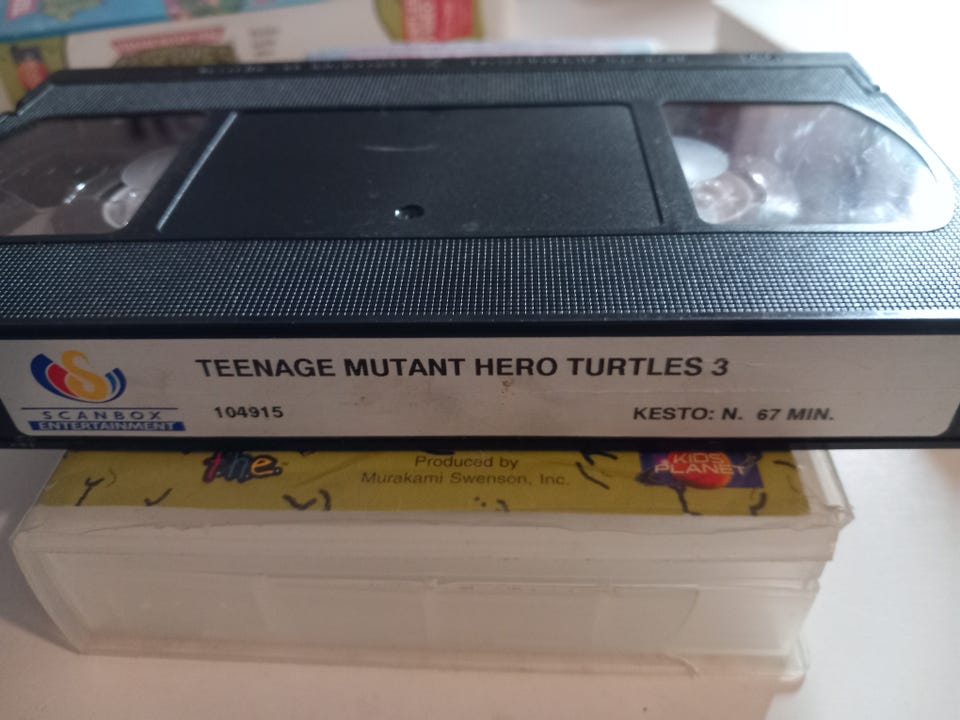 TEENAGE MUTANT HERO TURTLES 3
SCANBOX
ENTERTAINMENT
104915
KESTO: N. 67 MIN.
t.h.e.
Produced by
Murakami Swenson, Inc.
KIDS
PLANET